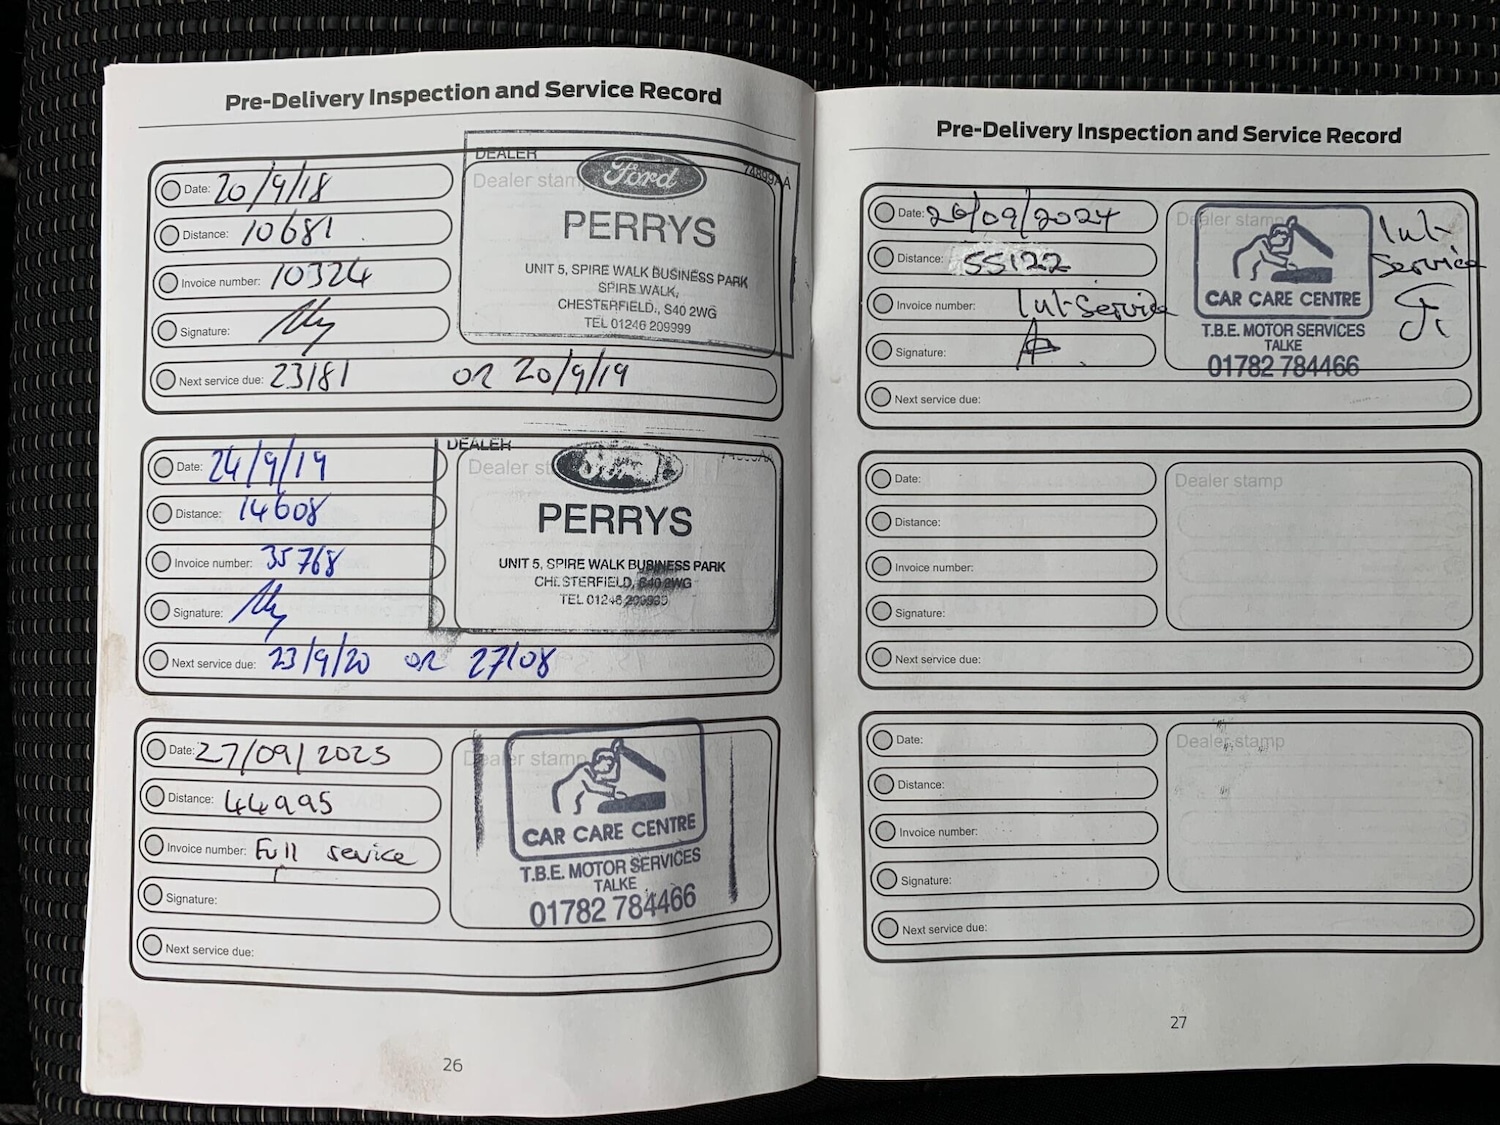 Pre-Delivery Inspection and Service Record
Date: 20/9/18
Distance: 10681
Invoice number: 10324
Signature:
Next service due: 23181 or 20/9/19
DEALER 74899AA
Dealer stamp
Ford
PERRYS
UNIT 5, SPIRE WALK BUSINESS PARK
SPIRE WALK,
CHESTERFIELD., S40 2WG
TEL 01246 209999
Date: 24/9/19
Distance: 14608
Invoice number: 35768
Signature:
Next service due: 23/9/20 or 27108
DEALER
Dealer st
PERRYS
UNIT 5, SPIRE WALK BUSINESS PARK
CHESTERFIELD, S40 2WG
TEL 01246 209999
Date: 27/09/2023
Distance: 44995
Invoice number: Full service
Signature:
Next service due:
Dealer stamp
CAR CARE CENTRE
T.B.E. MOTOR SERVICES
TALKE
01782 784466
26
Pre-Delivery Inspection and Service Record
Date: 26/09/2024
Distance: 55122
Invoice number: Int-Service
Signature:
Next service due:
Dealer stamp
CAR CARE CENTRE
T.B.E. MOTOR SERVICES
TALKE
01782 784466
Int-
Service
Date:
Distance:
Invoice number:
Signature:
Next service due:
Dealer stamp
Date:
Distance:
Invoice number:
Signature:
Next service due:
Dealer stamp
27